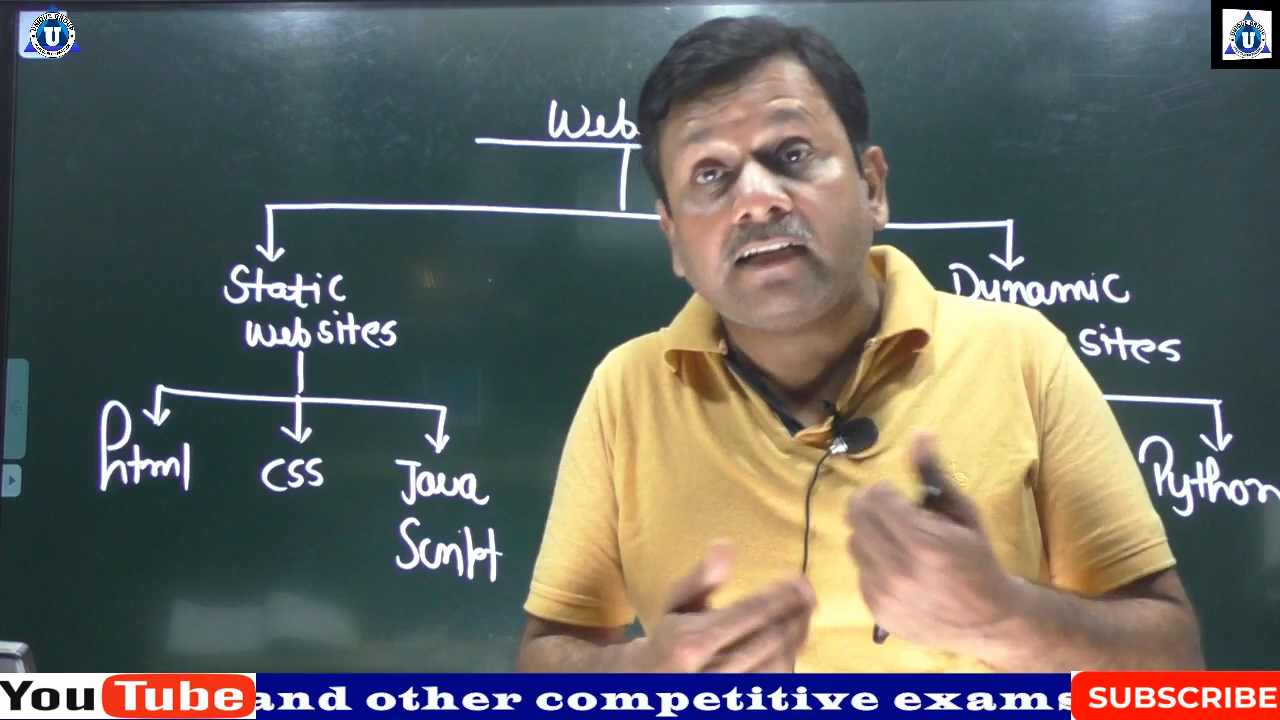 Web
Static
websites
Dynamic
sites
html
CSS
Java
Script
Python
U
U
YouTube
and other competitive exams
SUBSCRIBE